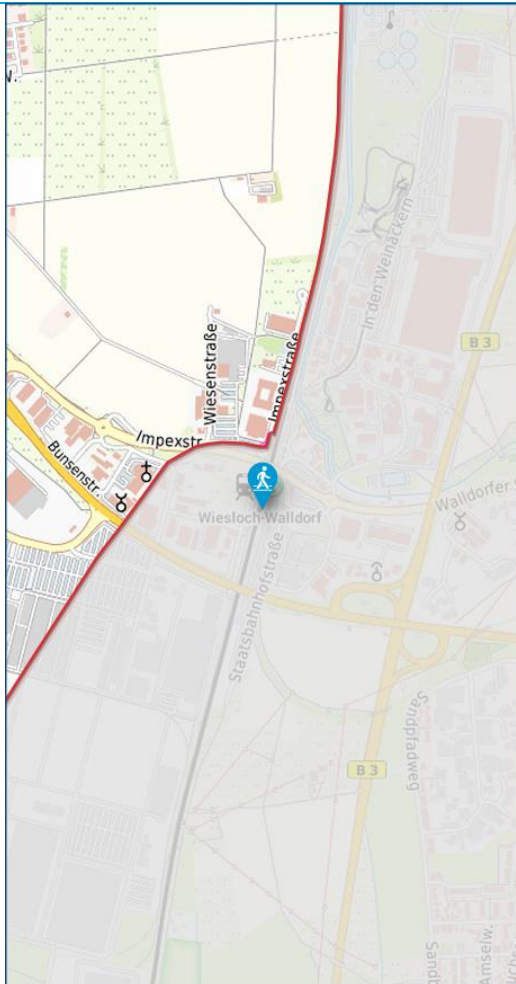 W.
In den Weinäckern
B 3
Wiesenstraße
Impexstraße
Impexstr.
Bunsenstr.
Wiesloch-Walldorf
Walldorfer
Staatsbahnhofstraße
Sandpfadweg
B 3
Amselw.